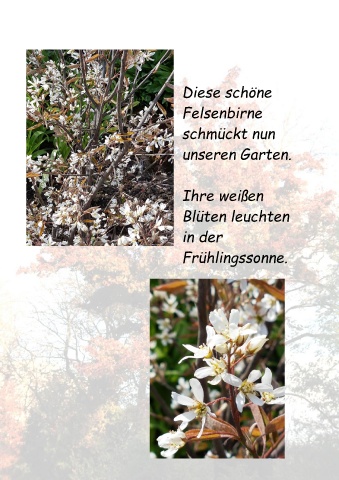 Diese schöne
Felsenbirne
schmückt nun
unseren Garten.
Ihre weißen
Blüten leuchten
in der
Frühlingssonne.